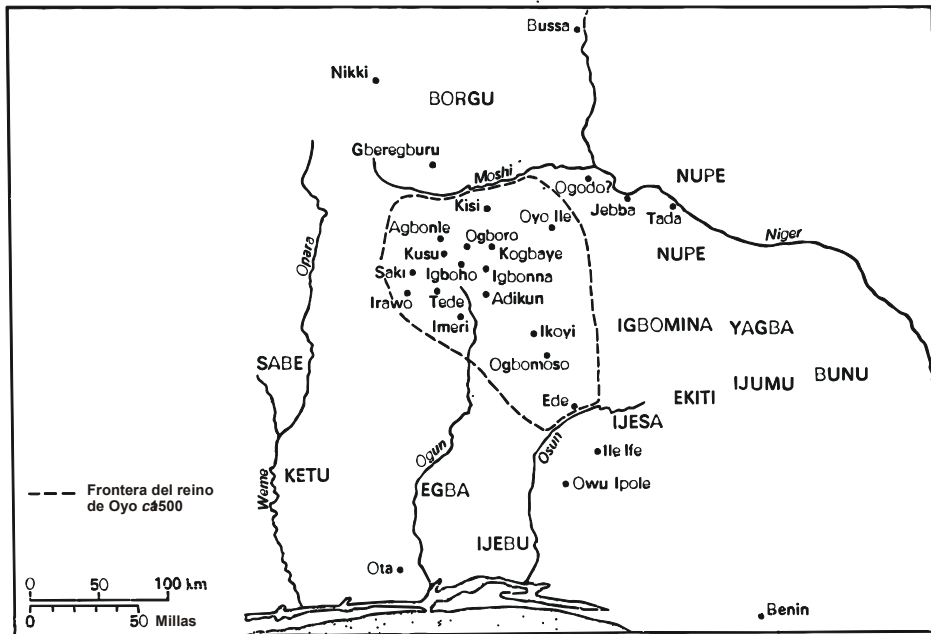 Bussa
Nikki
BORGU
Gberegburu
Moshi
Ogodo?
NUPE
Jebba
Tada
Kisi
Oyo Ile
Niger
Agbonle
Ogboro
NUPE
Opara
Kusu
Kogbaye
Saki
Igboho
Igbonna
Irawo
Tede
Adikun
Imeri
Ikoyi
IGBOMINA
YAGBA
SABE
Ogbomoso
BUNU
IJUMU
EKITI
Ede
IJESA
Ogun
Osun
Ile Ife
KETU
Weme
EGBA
Owu Ipole
Frontera del reino
de Oyo
IJEBU
Ota
0 50 100 km
0 50 Millas
Benin